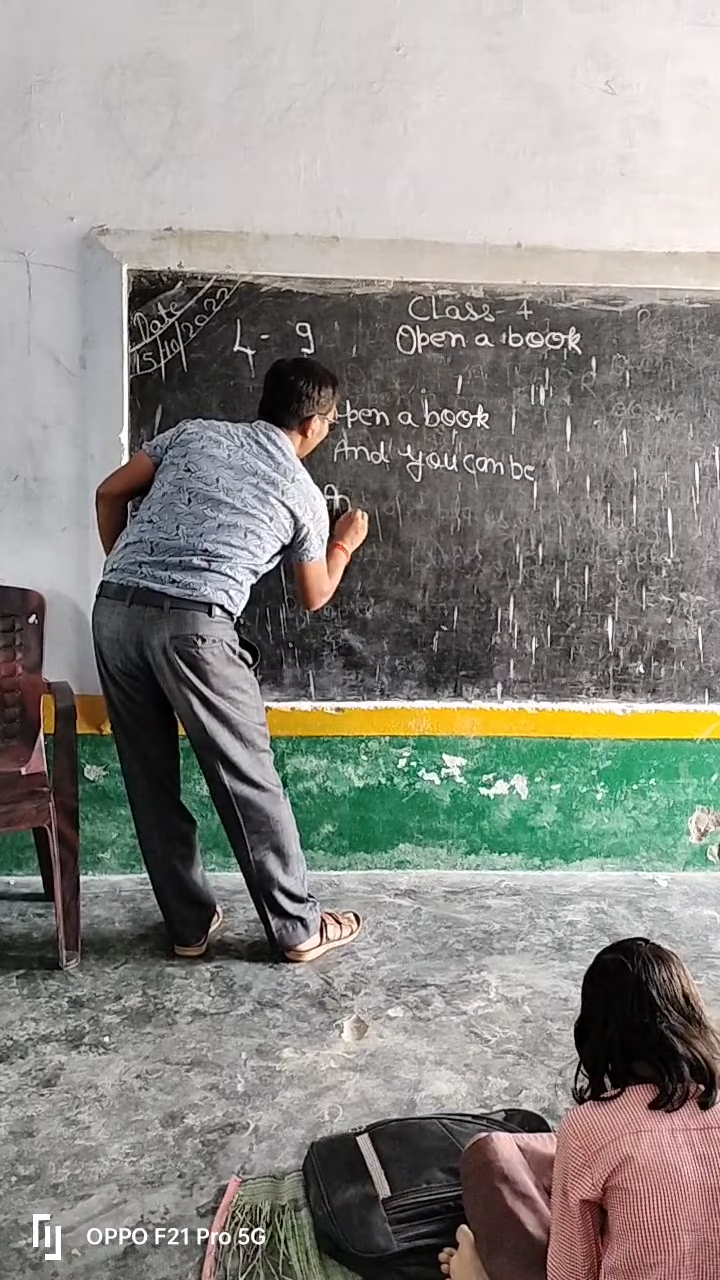 Date
15/10/2022
Class - 4
4 - 9
Open a book
Open a book
And you can be
An
OPPO F21 Pro 5G